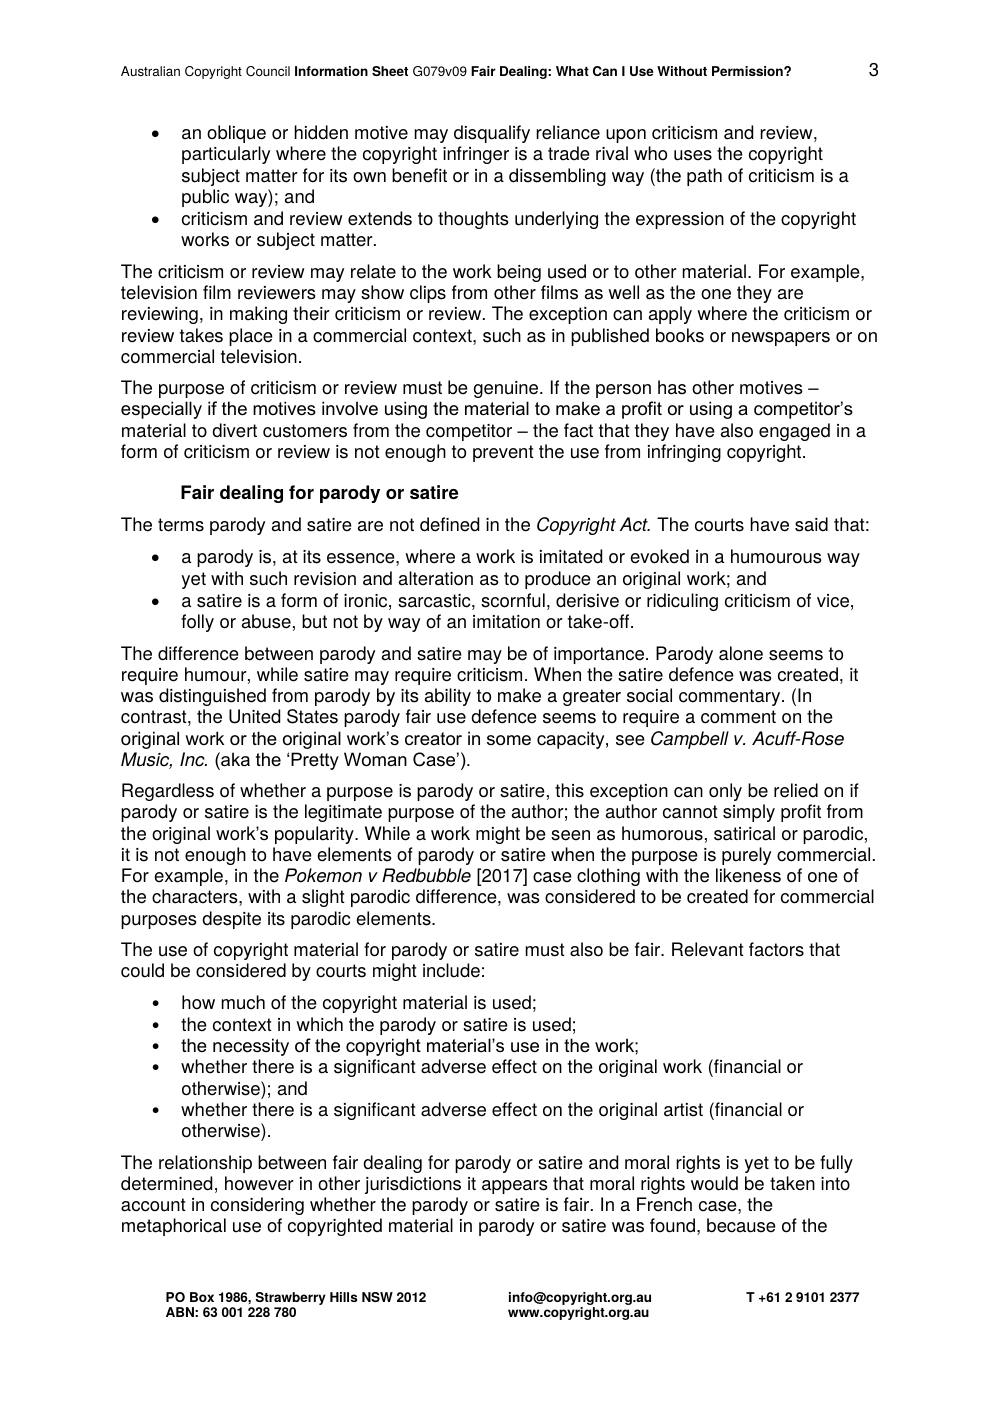 Australian Copyright Council Information Sheet G079v09 Fair Dealing: What Can I Use Without Permission? 3
• an oblique or hidden motive may disqualify reliance upon criticism and review,
particularly where the copyright infringer is a trade rival who uses the copyright
subject matter for its own benefit or in a dissembling way (the path of criticism is a
public way); and
• criticism and review extends to thoughts underlying the expression of the copyright
works or subject matter.
The criticism or review may relate to the work being used or to other material. For example,
television film reviewers may show clips from other films as well as the one they are
reviewing, in making their criticism or review. The exception can apply where the criticism or
review takes place in a commercial context, such as in published books or newspapers or on
commercial television.
The purpose of criticism or review must be genuine. If the person has other motives –
especially if the motives involve using the material to make a profit or using a competitor's
material to divert customers from the competitor – the fact that they have also engaged in a
form of criticism or review is not enough to prevent the use from infringing copyright.
Fair dealing for parody or satire
The terms parody and satire are not defined in the Copyright Act. The courts have said that:
• a parody is, at its essence, where a work is imitated or evoked in a humourous way
yet with such revision and alteration as to produce an original work; and
• a satire is a form of ironic, sarcastic, scornful, derisive or ridiculing criticism of vice,
folly or abuse, but not by way of an imitation or take-off.
The difference between parody and satire may be of importance. Parody alone seems to
require humour, while satire may require criticism. When the satire defence was created, it
was distinguished from parody by its ability to make a greater social commentary. (In
contrast, the United States parody fair use defence seems to require a comment on the
original work or the original work's creator in some capacity, see Campbell v. Acuff-Rose
Music, Inc. (aka the 'Pretty Woman Case').
Regardless of whether a purpose is parody or satire, this exception can only be relied on if
parody or satire is the legitimate purpose of the author; the author cannot simply profit from
the original work's popularity. While a work might be seen as humorous, satirical or parodic,
it is not enough to have elements of parody or satire when the purpose is purely commercial.
For example, in the Pokemon v Redbubble [2017] case clothing with the likeness of one of
the characters, with a slight parodic difference, was considered to be created for commercial
purposes despite its parodic elements.
The use of copyright material for parody or satire must also be fair. Relevant factors that
could be considered by courts might include:
• how much of the copyright material is used;
• the context in which the parody or satire is used;
• the necessity of the copyright material's use in the work;
• whether there is a significant adverse effect on the original work (financial or
otherwise); and
• whether there is a significant adverse effect on the original artist (financial or
otherwise).
The relationship between fair dealing for parody or satire and moral rights is yet to be fully
determined, however in other jurisdictions it appears that moral rights would be taken into
account in considering whether the parody or satire is fair. In a French case, the
metaphorical use of copyrighted material in parody or satire was found, because of the
PO Box 1986, Strawberry Hills NSW 2012 info@copyright.org.au T +61 2 9101 2377
ABN: 63 001 228 780 www.copyright.org.au